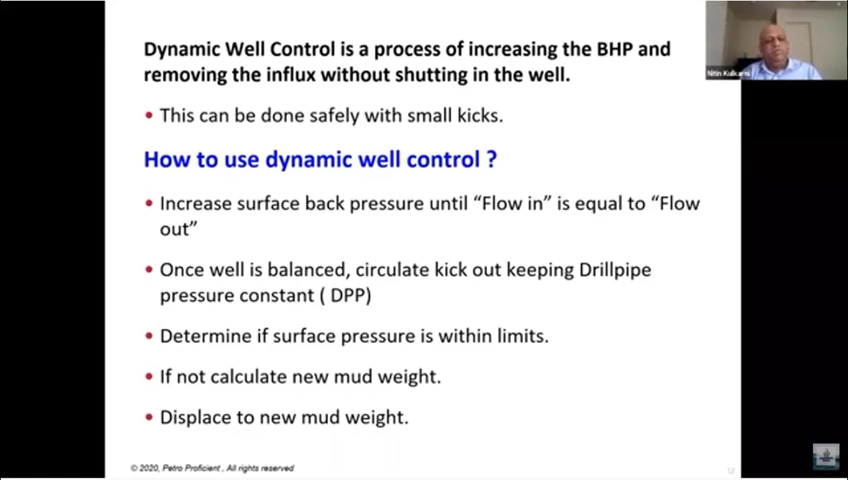 Dynamic Well Control is a process of increasing the BHP and
removing the influx without shutting in the well.
• This can be done safely with small kicks.
How to use dynamic well control ?
• Increase surface back pressure until “Flow in” is equal to “Flow
out”
• Once well is balanced, circulate kick out keeping Drillpipe
pressure constant ( DPP)
• Determine if surface pressure is within limits.
• If not calculate new mud weight.
• Displace to new mud weight.
© 2020, Petro Proficient , All rights reserved
Nitin Kulkarni